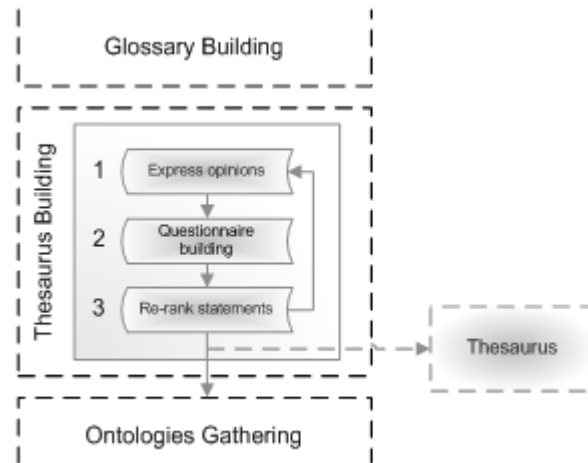 Glossary Building
Thesaurus Building
1
Express opinions
2
Questionnaire
building
3
Re-rank statements
Thesaurus
Ontologies Gathering